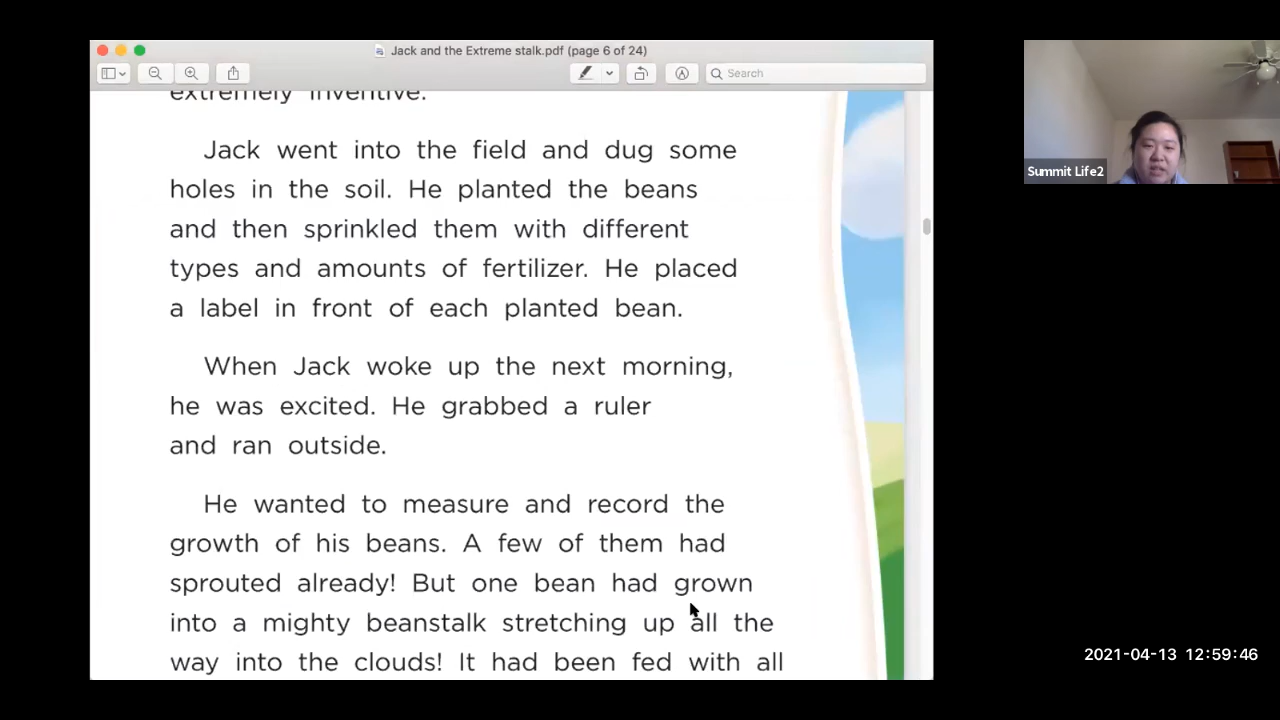 Jack and the Extreme stalk.pdf (page 6 of 24)
Search
extremely inventive.
Jack went into the field and dug some
holes in the soil. He planted the beans
and then sprinkled them with different
types and amounts of fertilizer. He placed
a label in front of each planted bean.
When Jack woke up the next morning,
he was excited. He grabbed a ruler
and ran outside.
He wanted to measure and record the
growth of his beans. A few of them had
sprouted already! But one bean had grown
into a mighty beanstalk stretching up all the
way into the clouds! It had been fed with all
Summit Life2
2021-04-13 12:59:46